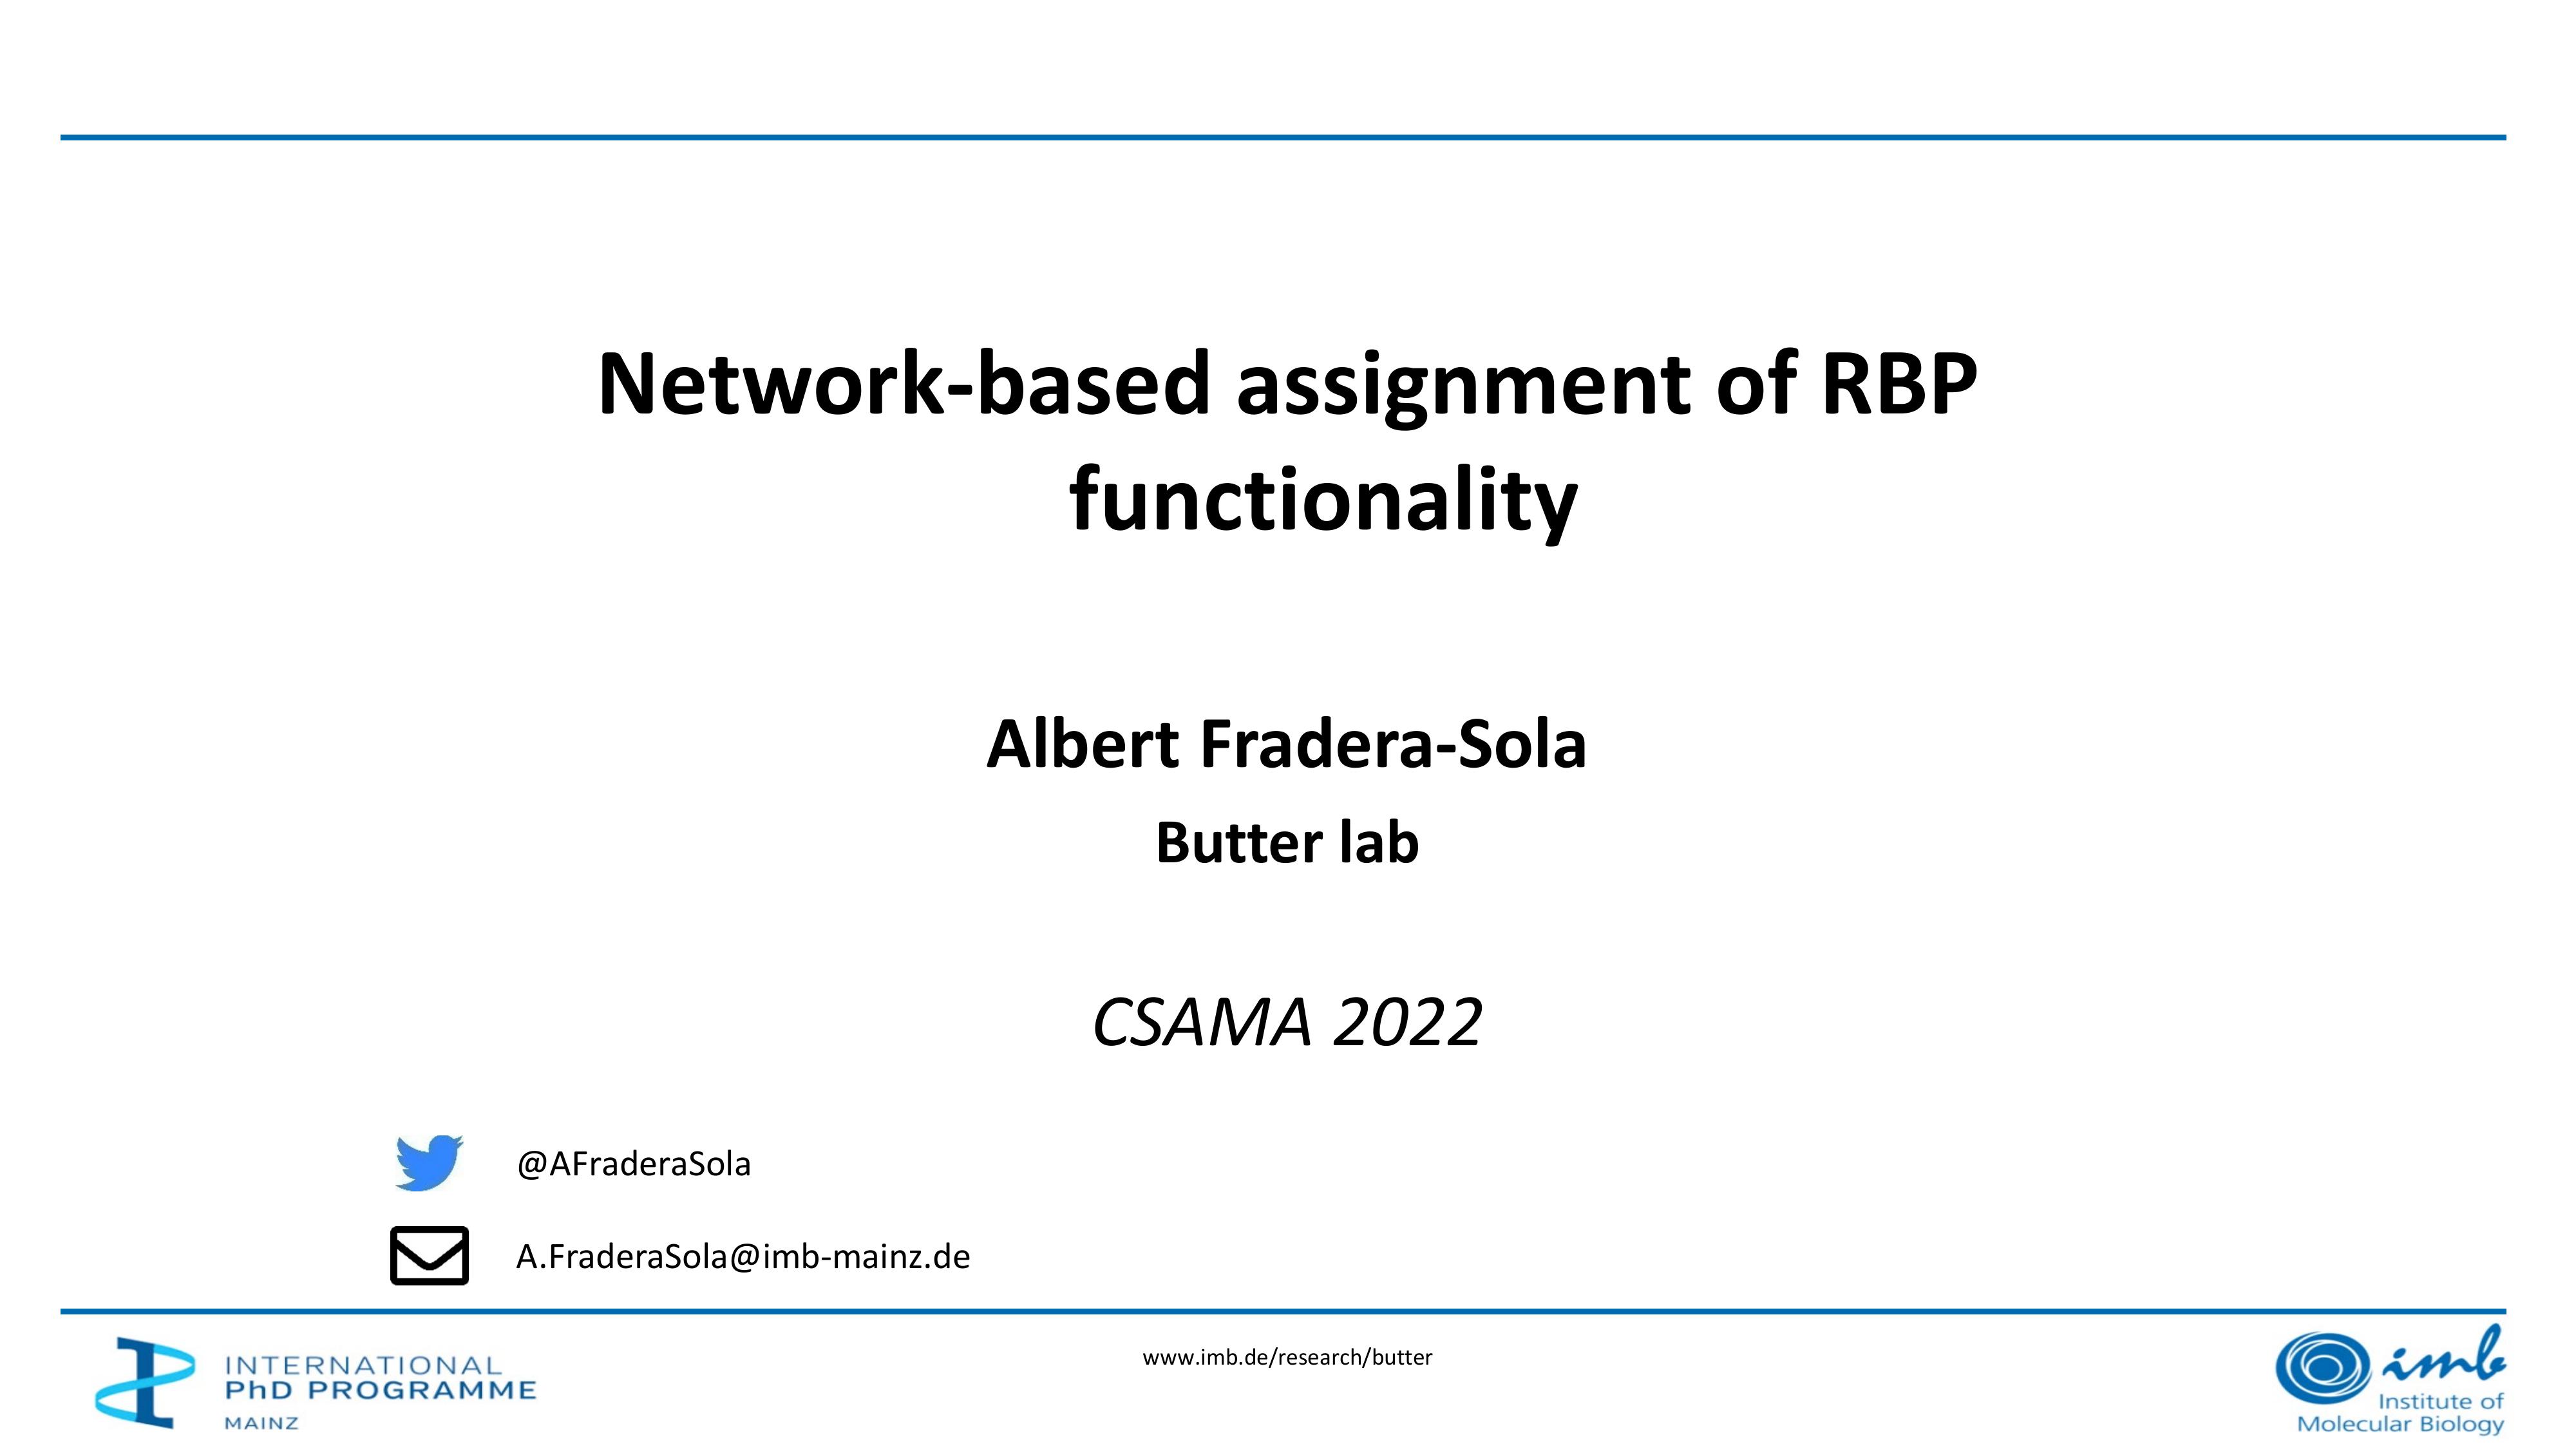 Network-based assignment of RBP
functionality
Albert Fradera-Sola
Butter lab
CSAMA 2022
@AFraderaSola
A.FraderaSola@imb-mainz.de
INTERNATIONAL
PhD PROGRAMME
MAINZ
www.imb.de/research/butter
imb
Institute of
Molecular Biology